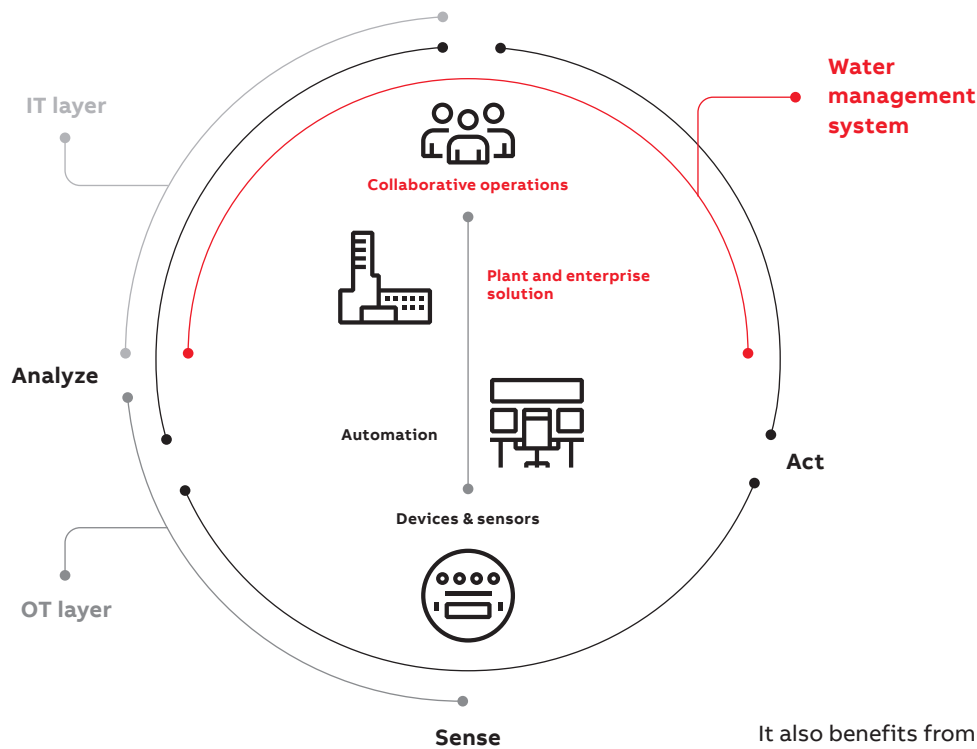 Water
management
system
IT layer
Collaborative operations
Plant and enterprise
solution
Analyze
Automation
Act
Devices & sensors
OT layer
Sense
It also benefits from